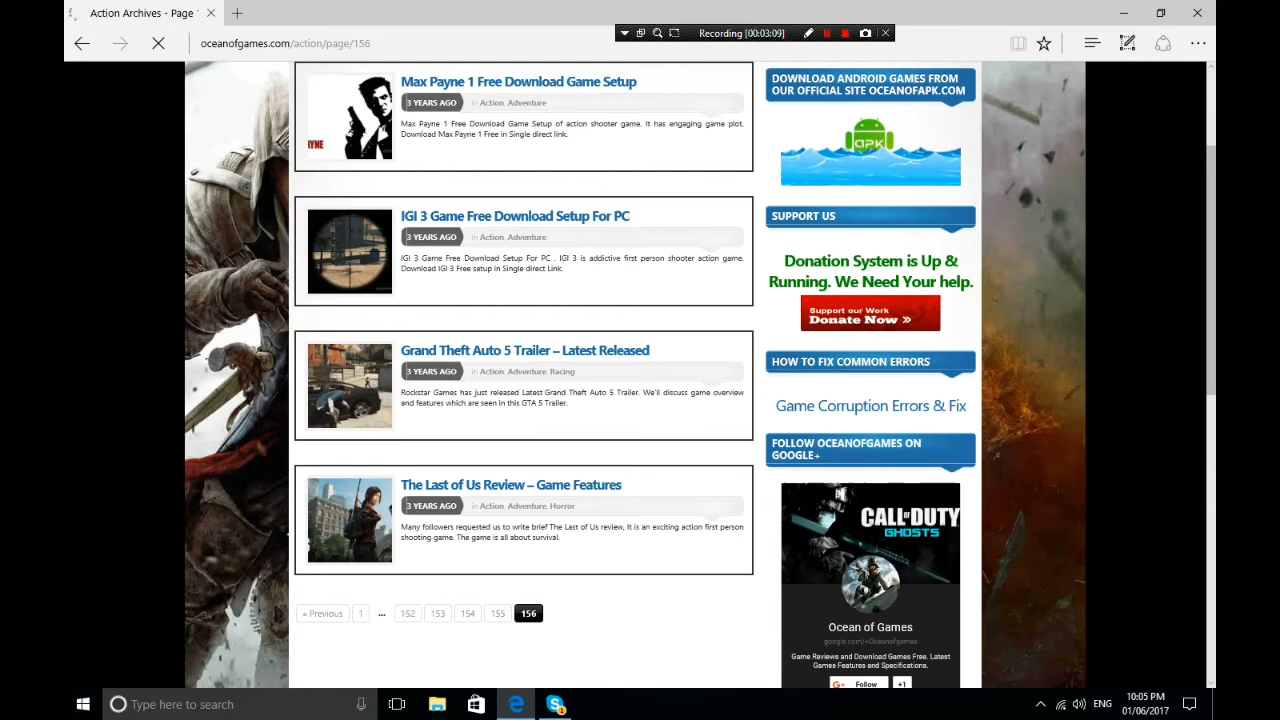 Action Archives - Page
Recording [00:03:09]
oceanofgames.com/action/page/156
Max Payne 1 Free Download Game Setup
3 YEARS AGO in Action, Adventure
Max Payne 1 Free Download Game Setup of action shooter game. It has engaging game plot.
Download Max Payne 1 Free in Single direct link.
AYNE
IGI 3 Game Free Download Setup For PC
3 YEARS AGO in Action, Adventure
IGI 3 Game Free Download Setup For PC . IGI 3 is addictive first person shooter action game.
Download IGI 3 Free setup in Single direct Link.
Grand Theft Auto 5 Trailer – Latest Released
3 YEARS AGO in Action, Adventure, Racing
Rockstar Games has just released Latest Grand Theft Auto 5 Trailer. We'll discuss game overview
and features which are seen in this GTA 5 Trailer.
The Last of Us Review – Game Features
3 YEARS AGO in Action, Adventure, Horror
Many followers requested us to write brief The Last of Us review, It is an exciting action first person
shooting game. The game is all about survival.
« Previous 1 ... 152 153 154 155 156
DOWNLOAD ANDROID GAMES FROM
OUR OFFICIAL SITE OCEANOFAPK.COM
APK
SUPPORT US
Donation System is Up &
Running. We Need Your help.
Support our Work
Donate Now »
HOW TO FIX COMMON ERRORS
Game Corruption Errors & Fix
FOLLOW OCEANOFGAMES ON
GOOGLE+
CALL OF DUTY
GHOSTS
Ocean of Games
google.com/+Oceanofgames
Game Reviews and Download Games Free. Latest
Games Features and Specifications.
G+ Follow +1
Type here to search
ENG
10:05 PM
01/06/2017